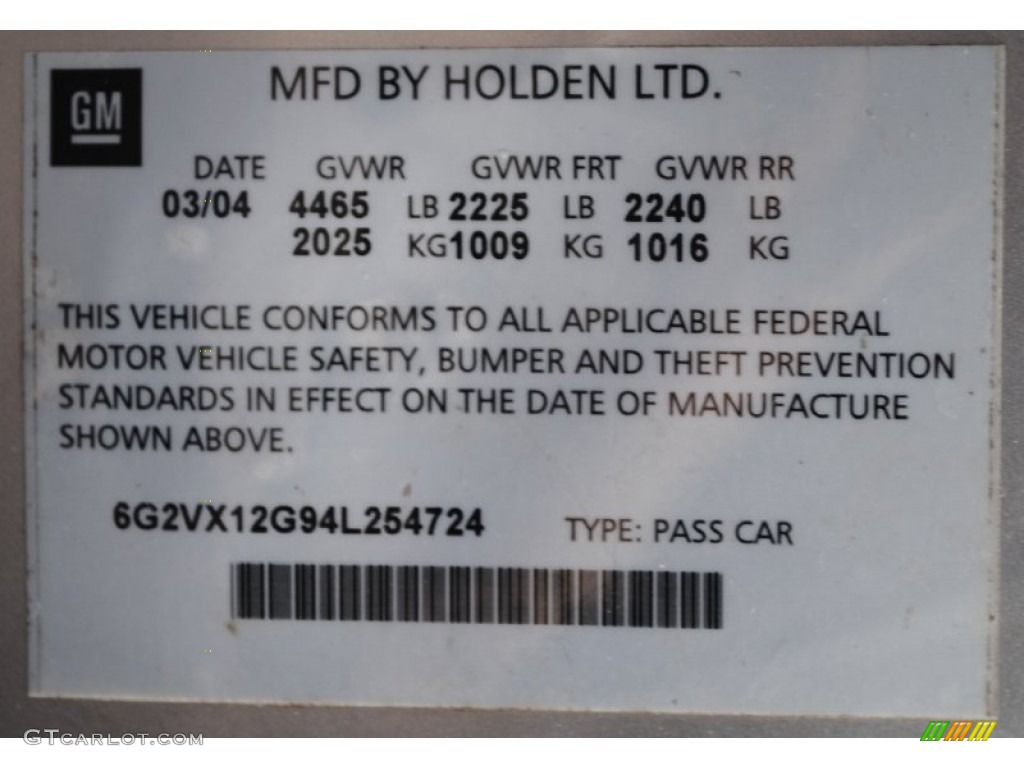 GM
MFD BY HOLDEN LTD.
DATE GVWR GVWR FRT GVWR RR
03/04 4465 LB 2225 LB 2240 LB
2025 KG 1009 KG 1016 KG
THIS VEHICLE CONFORMS TO ALL APPLICABLE FEDERAL
MOTOR VEHICLE SAFETY, BUMPER AND THEFT PREVENTION
STANDARDS IN EFFECT ON THE DATE OF MANUFACTURE
SHOWN ABOVE.
6G2VX12G94L254724 TYPE: PASS CAR
GTcarlot.com